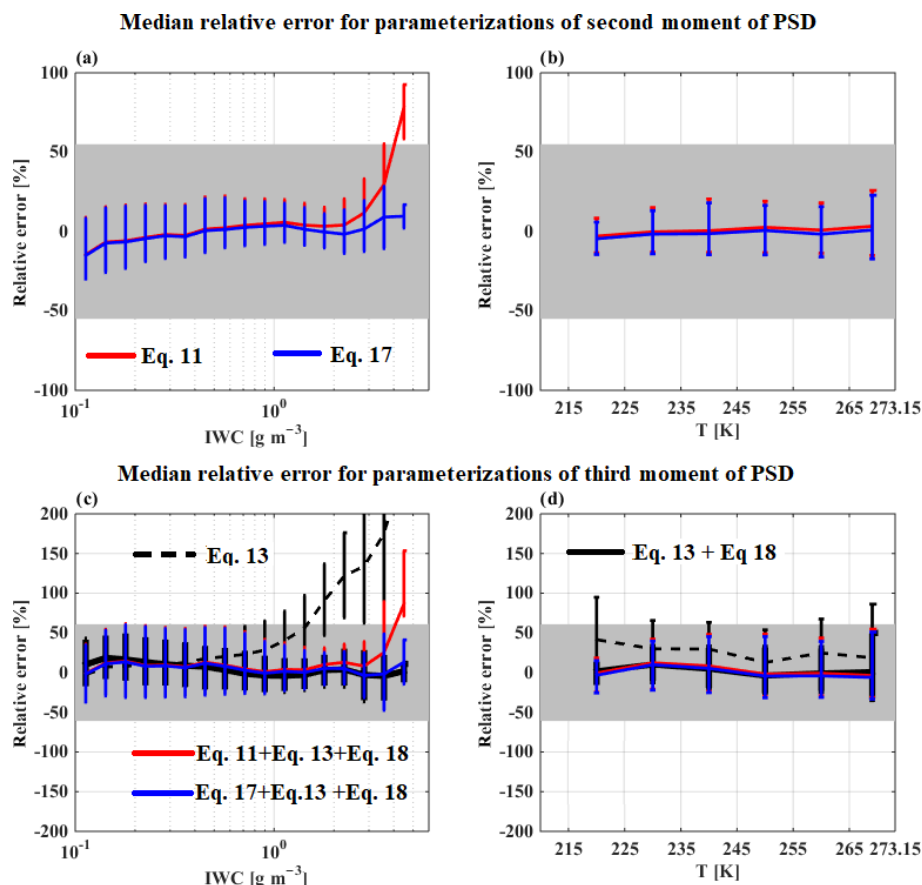 Median relative error for parameterizations of second moment of PSD
(a)
(b)
Relative error [%]
100
50
0
-50
-100
Eq. 11
Eq. 17
10⁻¹
10⁰
IWC [g m⁻³]
Relative error [%]
100
50
0
-50
-100
215
225
235
245
255
265
273.15
T [K]
Median relative error for parameterizations of third moment of PSD
(c)
(d)
Relative error [%]
200
150
100
50
0
-50
-100
-150
-200
Eq. 13
Eq. 11+Eq. 13+Eq. 18
Eq. 17+Eq.13 +Eq. 18
10⁻¹
10⁰
IWC [g m⁻³]
Relative error [%]
200
150
100
50
0
-50
-100
-150
-200
Eq. 13 + Eq 18
215
225
235
245
255
265
273.15
T [K]